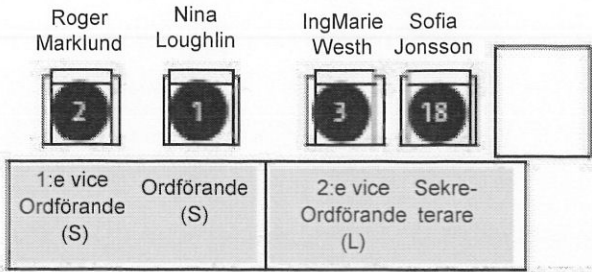 Roger Marklund
Nina Loughlin
IngMarie Westh
Sofia Jonsson
2
1
3
18
1:e vice
Ordförande
(S)
Ordförande
(S)
2:e vice
Ordförande
(L)
Sekre-
terare